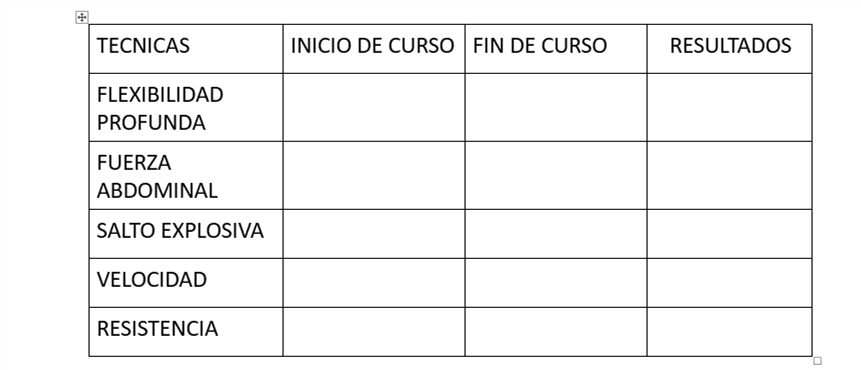 TECNICAS INICIO DE CURSO FIN DE CURSO RESULTADOS
FLEXIBILIDAD
PROFUNDA
FUERZA
ABDOMINAL
SALTO EXPLOSIVA
VELOCIDAD
RESISTENCIA